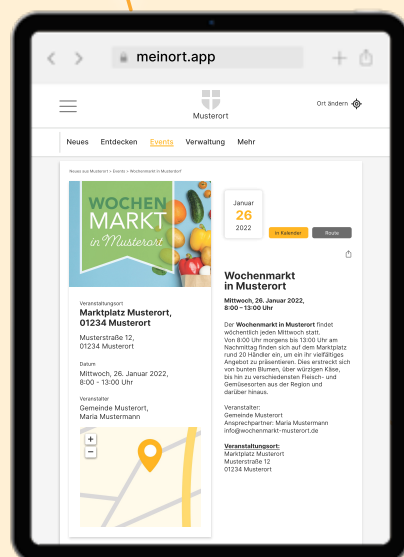 meinort.app
Musterort
Ort ändern
Neues Entdecken Events Verwaltung Mehr
Neues aus Musterort > Events > Wochenmarkt in Musterdorf
WOCHEN
MARKT
in Musterort
Veranstaltungsort
Marktplatz Musterort,
01234 Musterort
Musterstraße 12,
01234 Musterort
Datum
Mittwoch, 26. Januar 2022,
8:00 - 13:00 Uhr
Veranstalter
Gemeinde Musterort,
Maria Mustermann
+
−
Januar
26
2022
in Kalender
Route
Wochenmarkt
in Musterort
Mittwoch, 26. Januar 2022,
8:00 – 13:00 Uhr
Der Wochenmarkt in Musterort findet
wöchentlich jeden Mittwoch statt.
Von 8:00 Uhr morgens bis 13:00 Uhr am
Nachmittag finden sich auf dem Marktplatz
rund 20 Händler ein, um ein ihr vielfältiges
Angebot zu präsentieren. Dies erstreckt sich
von bunten Blumen, über würzigen Käse,
bis hin zu verschiedensten Fleisch- und
Gemüsesorten aus der Region und
darüber hinaus.
Veranstalter:
Gemeinde Musterort
Ansprechpartner: Maria Mustermann
info@wochenmarkt-musterort.de
Veranstaltungsort:
Marktplatz Musterort
Musterstraße 12
01234 Musterort